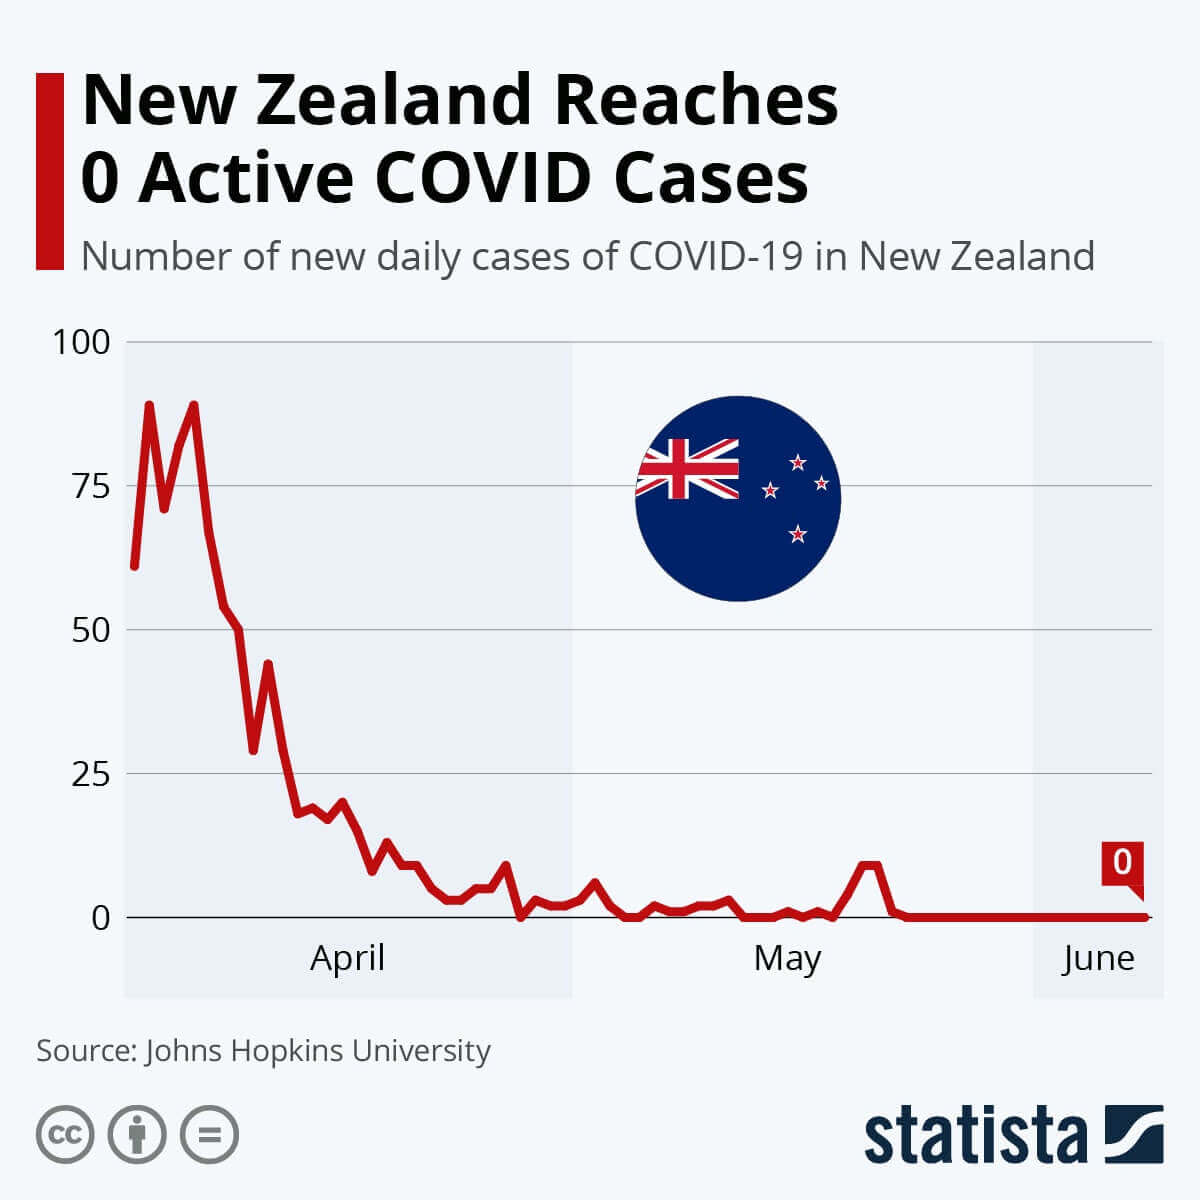 New Zealand Reaches
0 Active COVID Cases
Number of new daily cases of COVID-19 in New Zealand
100
75
50
25
0
0
April May June
Source: Johns Hopkins University
cc
statista